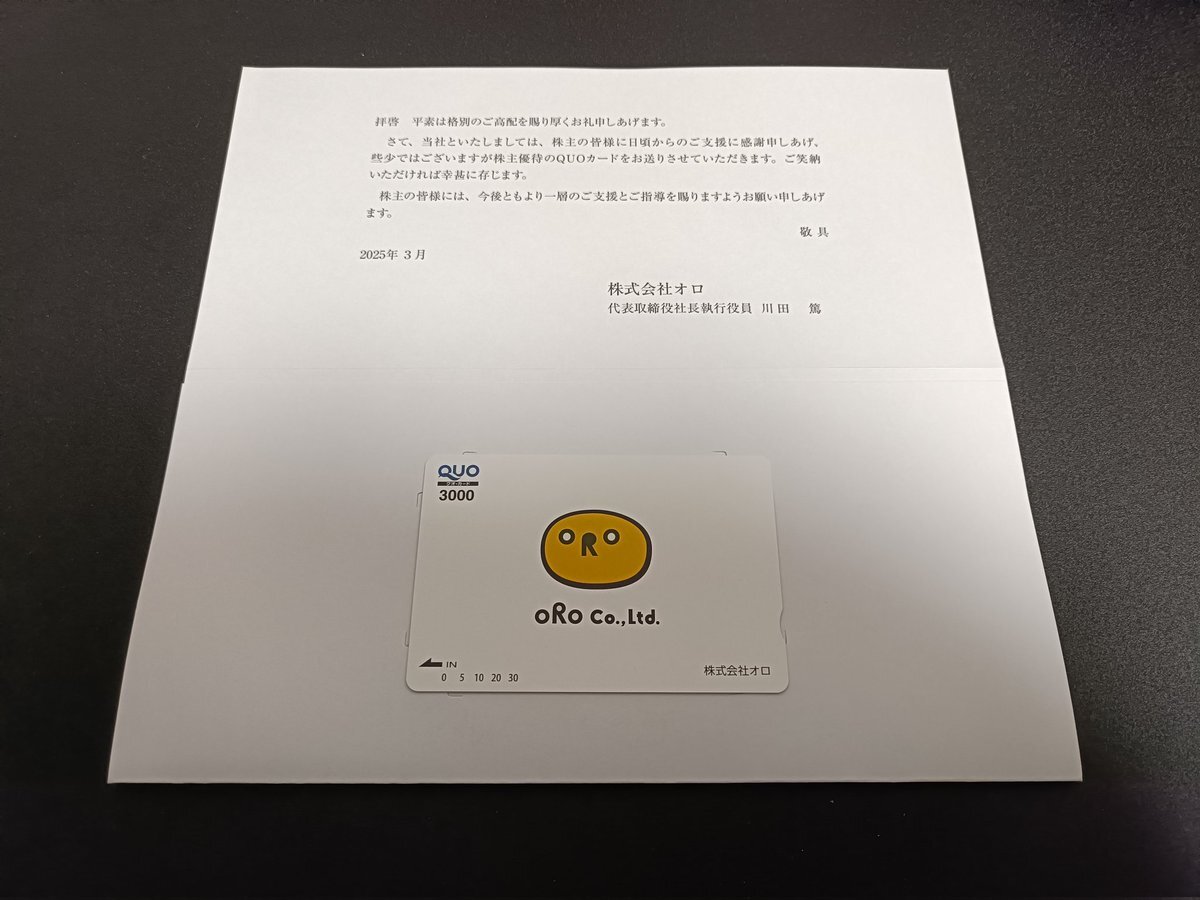 拝啓　平素は格別のご高配を賜り厚くお礼申しあげます。
さて、当社といたしましては、株主の皆様に日頃からのご支援に感謝申しあげ、
些少ではございますが株主優待のQUOカードをお送りさせていただきます。ご笑納
いただければ幸甚に存じます。
株主の皆様には、今後ともより一層のご支援とご指導を賜りますようお願い申しあげ
ます。
敬 具
2025年 3 月
株式会社オロ
代表取締役社長執行役員 川田　篤
QUO
クオ・カード
3000
oRo
oRo Co.,Ltd.
IN
0 5 10 20 30
株式会社オロ